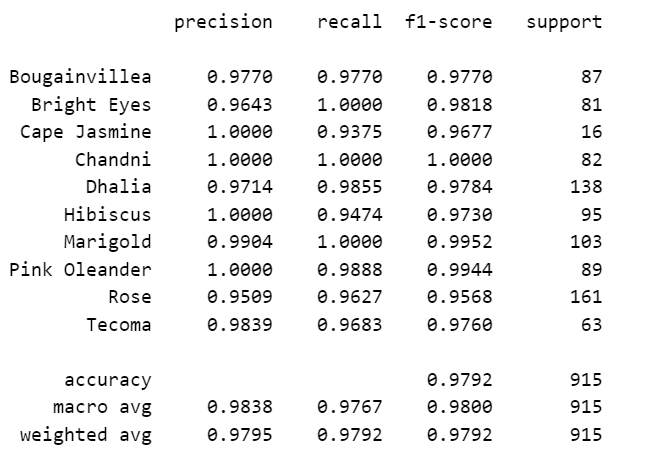 precision recall f1-score support
Bougainvillea 0.9770 0.9770 0.9770 87
Bright Eyes 0.9643 1.0000 0.9818 81
Cape Jasmine 1.0000 0.9375 0.9677 16
Chandni 1.0000 1.0000 1.0000 82
Dhalia 0.9714 0.9855 0.9784 138
Hibiscus 1.0000 0.9474 0.9730 95
Marigold 0.9904 1.0000 0.9952 103
Pink Oleander 1.0000 0.9888 0.9944 89
Rose 0.9509 0.9627 0.9568 161
Tecoma 0.9839 0.9683 0.9760 63
accuracy 0.9792 915
macro avg 0.9838 0.9767 0.9800 915
weighted avg 0.9795 0.9792 0.9792 915